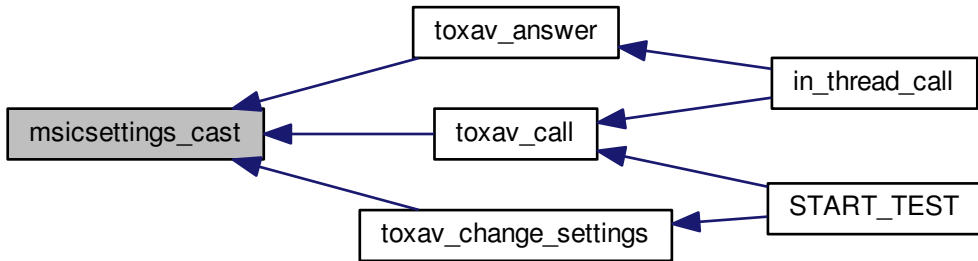 toxav_answer
in_thread_call
msicsettings_cast
toxav_call
START_TEST
toxav_change_settings